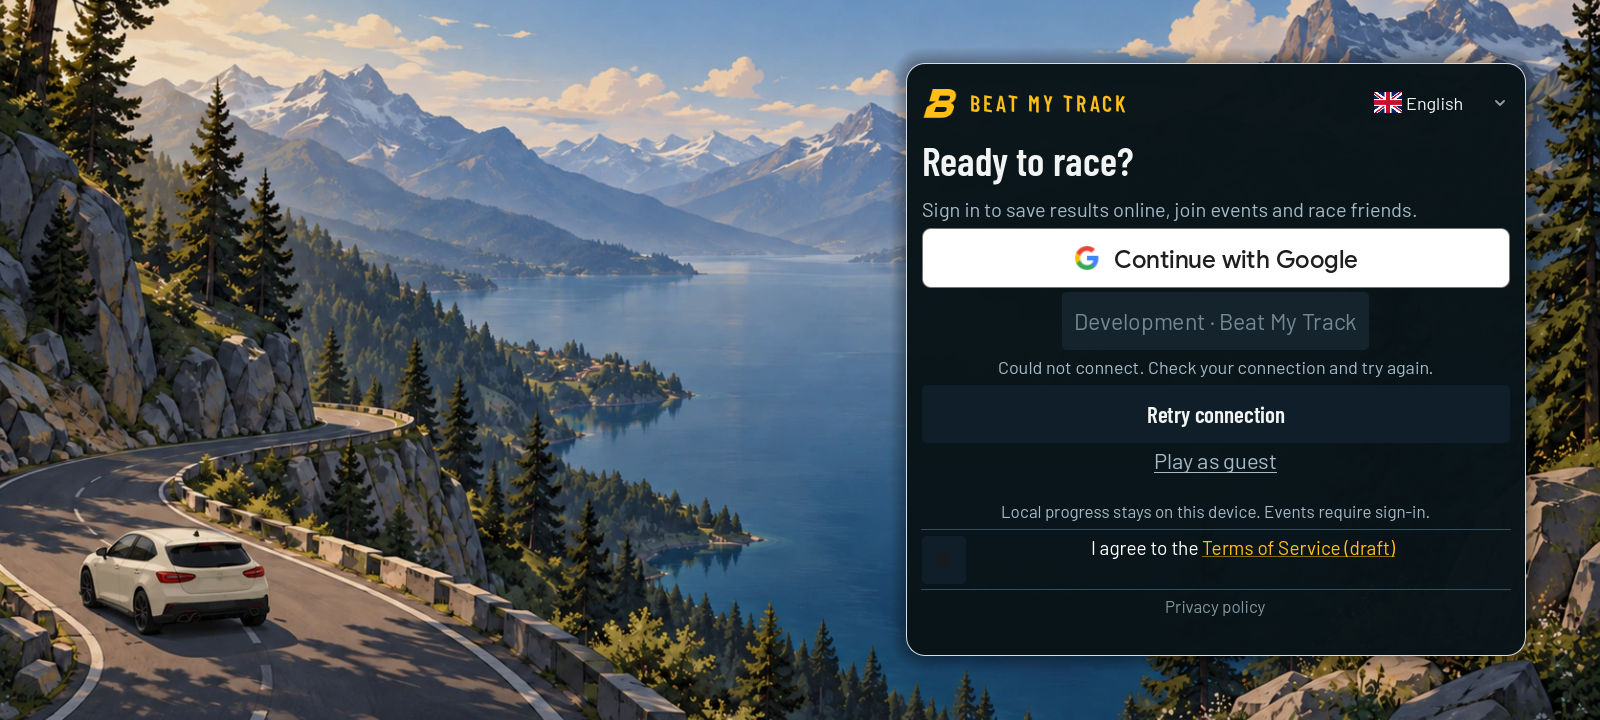 BEAT MY TRACK
English
Ready to race?
Sign in to save results online, join events and race friends.
Continue with Google
Development · Beat My Track
Could not connect. Check your connection and try again.
Retry connection
Play as guest
Local progress stays on this device. Events require sign-in.
I agree to the Terms of Service (draft)
Privacy policy